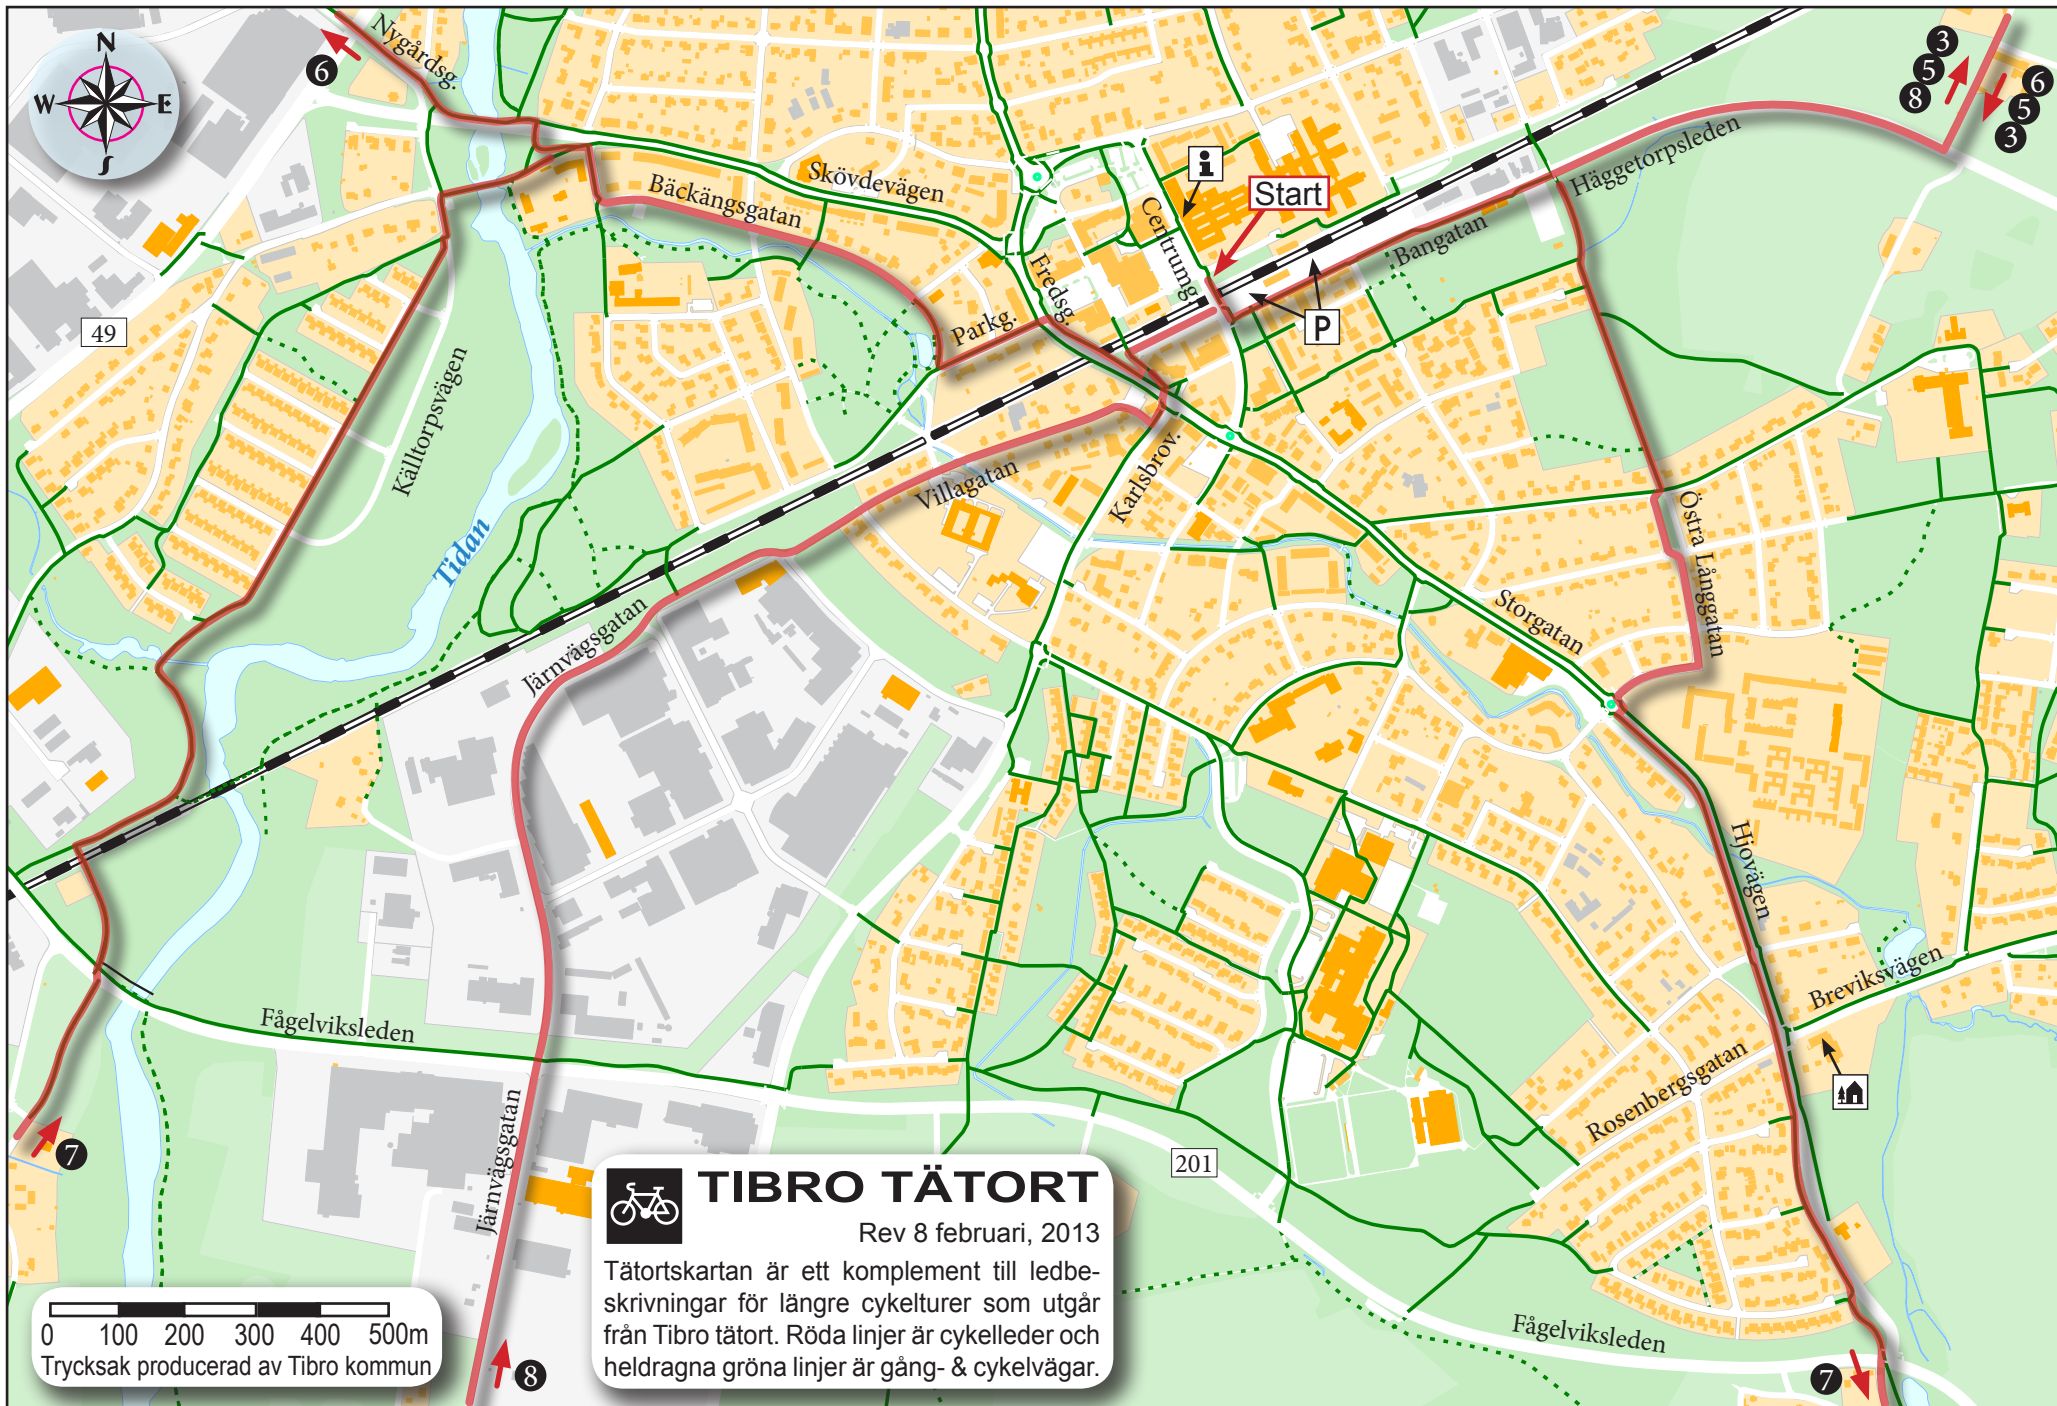 N
W
E
S
Nygårdsg.
6
3
5
8
6
5
3
Häggetorpsleden
Skövdevägen
Bäckängsgatan
Start
Centrumg.
Bangatan
Fredsg.
Parkg.
P
49
Källtorpsvägen
Tidan
Villagatan
Karlsbrov.
Östra Långgatan
Storgatan
Järnvägsgatan
Hjovägen
Breviksvägen
Fågelviksleden
Rosenbergsgatan
Järnvägsgatan
7
201
Fågelviksleden
7
8
TIBRO TÄTORT
Rev 8 februari, 2013
Tätortskartan är ett komplement till ledbe-
skrivningar för längre cykelturer som utgår
från Tibro tätort. Röda linjer är cykelleder och
heldragna gröna linjer är gång- & cykelvägar.
0 100 200 300 400 500m
Trycksak producerad av Tibro kommun